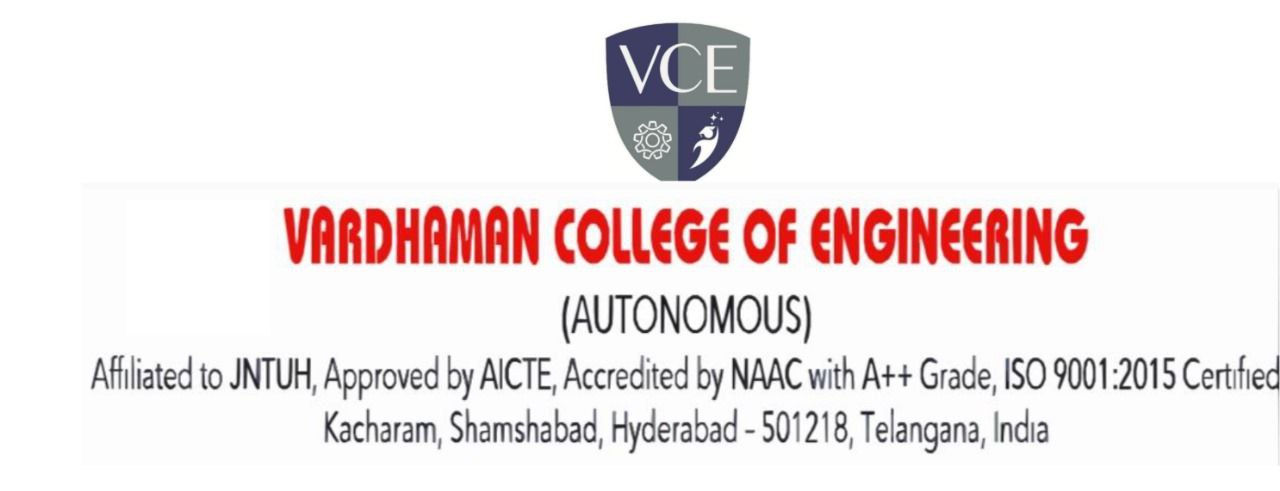 VCE
VARDHAMAN COLLEGE OF ENGINEERING
(AUTONOMOUS)
Affiliated to JNTUH, Approved by AICTE, Accredited by NAAC with A++ Grade, ISO 9001:2015 Certified
Kacharam, Shamshabad, Hyderabad - 501218, Telangana, India